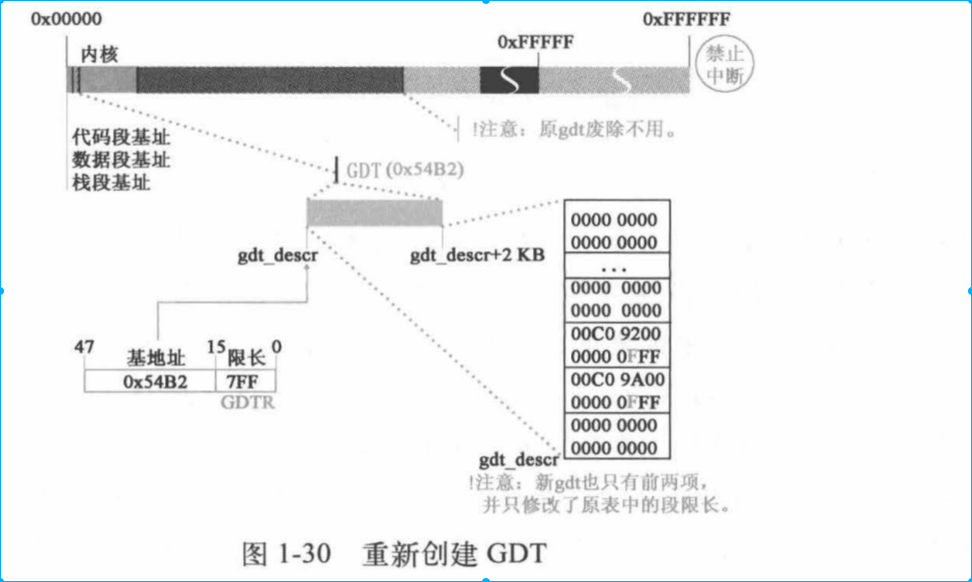 0x00000
0xFFFFFF
0xFFFFF
内核
禁止
中断
!注意：原gdt废除不用。
代码段基址
数据段基址
栈段基址
GDT (0x54B2)
gdt_descr
gdt_descr+2 KB
0000 0000
0000 0000
...
0000 0000
0000 0000
00C0 9200
0000 0FFF
00C0 9A00
0000 0FFF
0000 0000
0000 0000
47
15
0
基地址
限长
0x54B2
7FF
GDTR
gdt_descr
!注意：新gdt也只有前两项，
并只修改了原表中的段限长。
图 1-30 重新创建 GDT